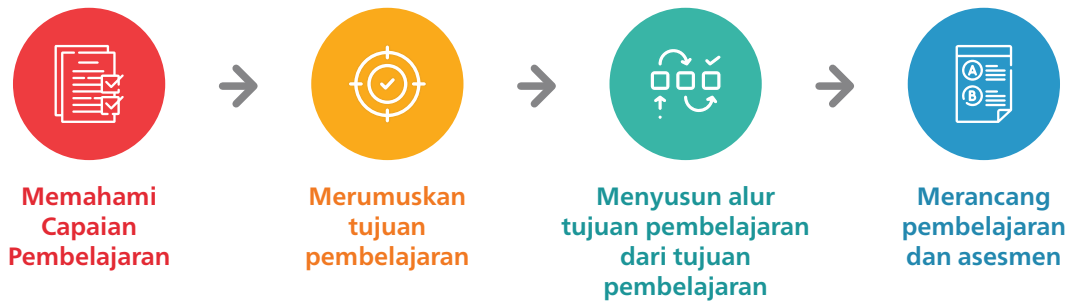 A
B
Memahami
Capaian
Pembelajaran
Merumuskan
tujuan
pembelajaran
Menyusun alur
tujuan pembelajaran
dari tujuan
pembelajaran
Merancang
pembelajaran
dan asesmen